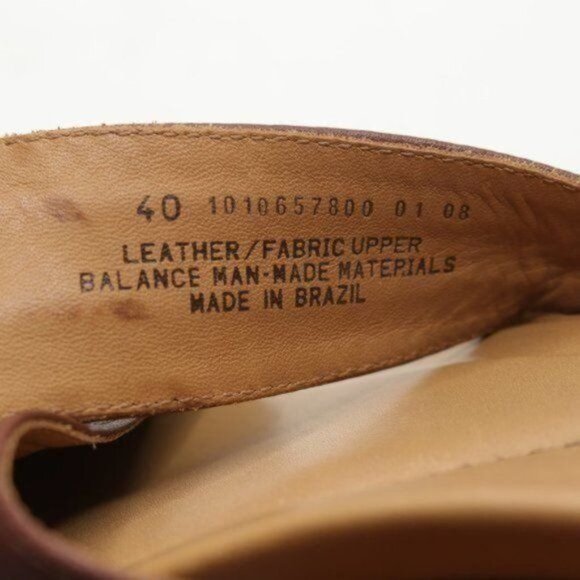 40 1010657800 01 08
LEATHER/FABRIC UPPER
BALANCE MAN-MADE MATERIALS
MADE IN BRAZIL